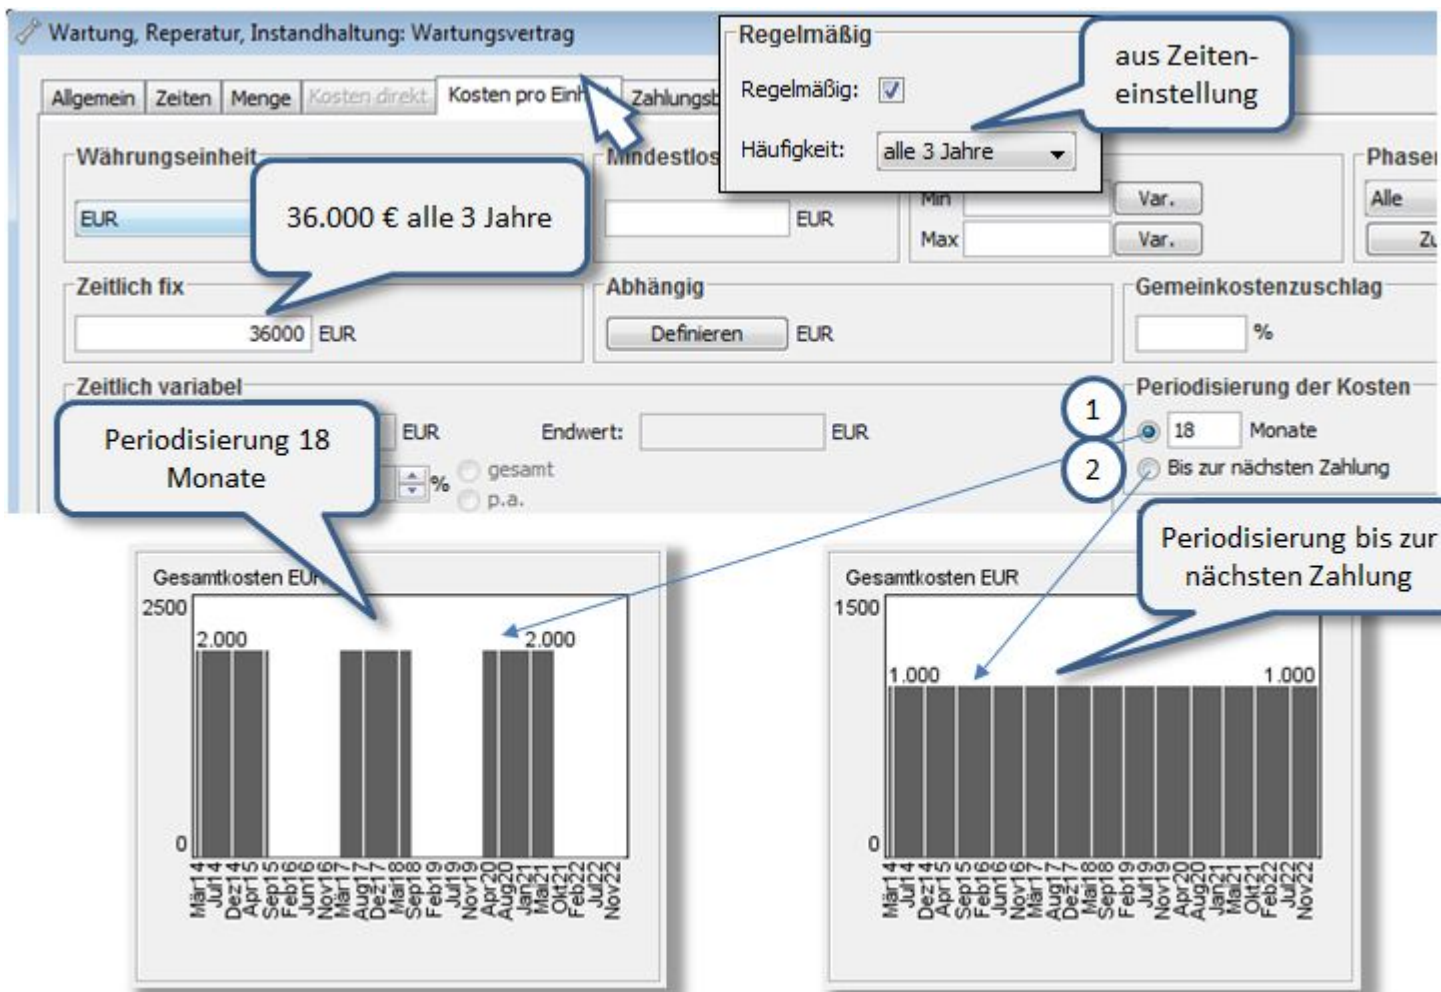 Wartung, Reperatur, Instandhaltung: Wartungsvertrag
Regelmäßig
Regelmäßig:
Häufigkeit: alle 3 Jahre
aus Zeiten-
einstellung
Allgemein Zeiten Menge Kosten direkt Kosten pro Einh
Währungseinheit
EUR
36.000 € alle 3 Jahre
EUR
Min Var.
Max Var.
Alle
Zeitlich fix
36000 EUR
Abhängig
Definieren EUR
Gemeinkostenzuschlag
%
Zeitlich variabel
EUR Endwert: EUR
% gesamt
p.a.
Periodisierung 18
Monate
Periodisierung der Kosten
1
18 Monate
2
Bis zur nächsten Zahlung
Periodisierung bis zur
nächsten Zahlung
Gesamtkosten EUR
2500
2.000 2.000
0
Mär14 Jul14 Dez14 Apr15 Sep15 Feb16 Jun16 Nov16 Mär17 Aug17 Dez17 Mai18 Sep18 Feb19 Jul19 Nov19 Apr20 Aug20 Jan21 Mai21 Okt21 Feb22 Jul22 Nov22
Gesamtkosten EUR
1500
1.000 1.000
0
Mär14 Jul14 Dez14 Apr15 Sep15 Feb16 Jun16 Nov16 Mär17 Aug17 Dez17 Mai18 Sep18 Feb19 Jul19 Nov19 Apr20 Aug20 Jan21 Mai21 Okt21 Feb22 Jul22 Nov22